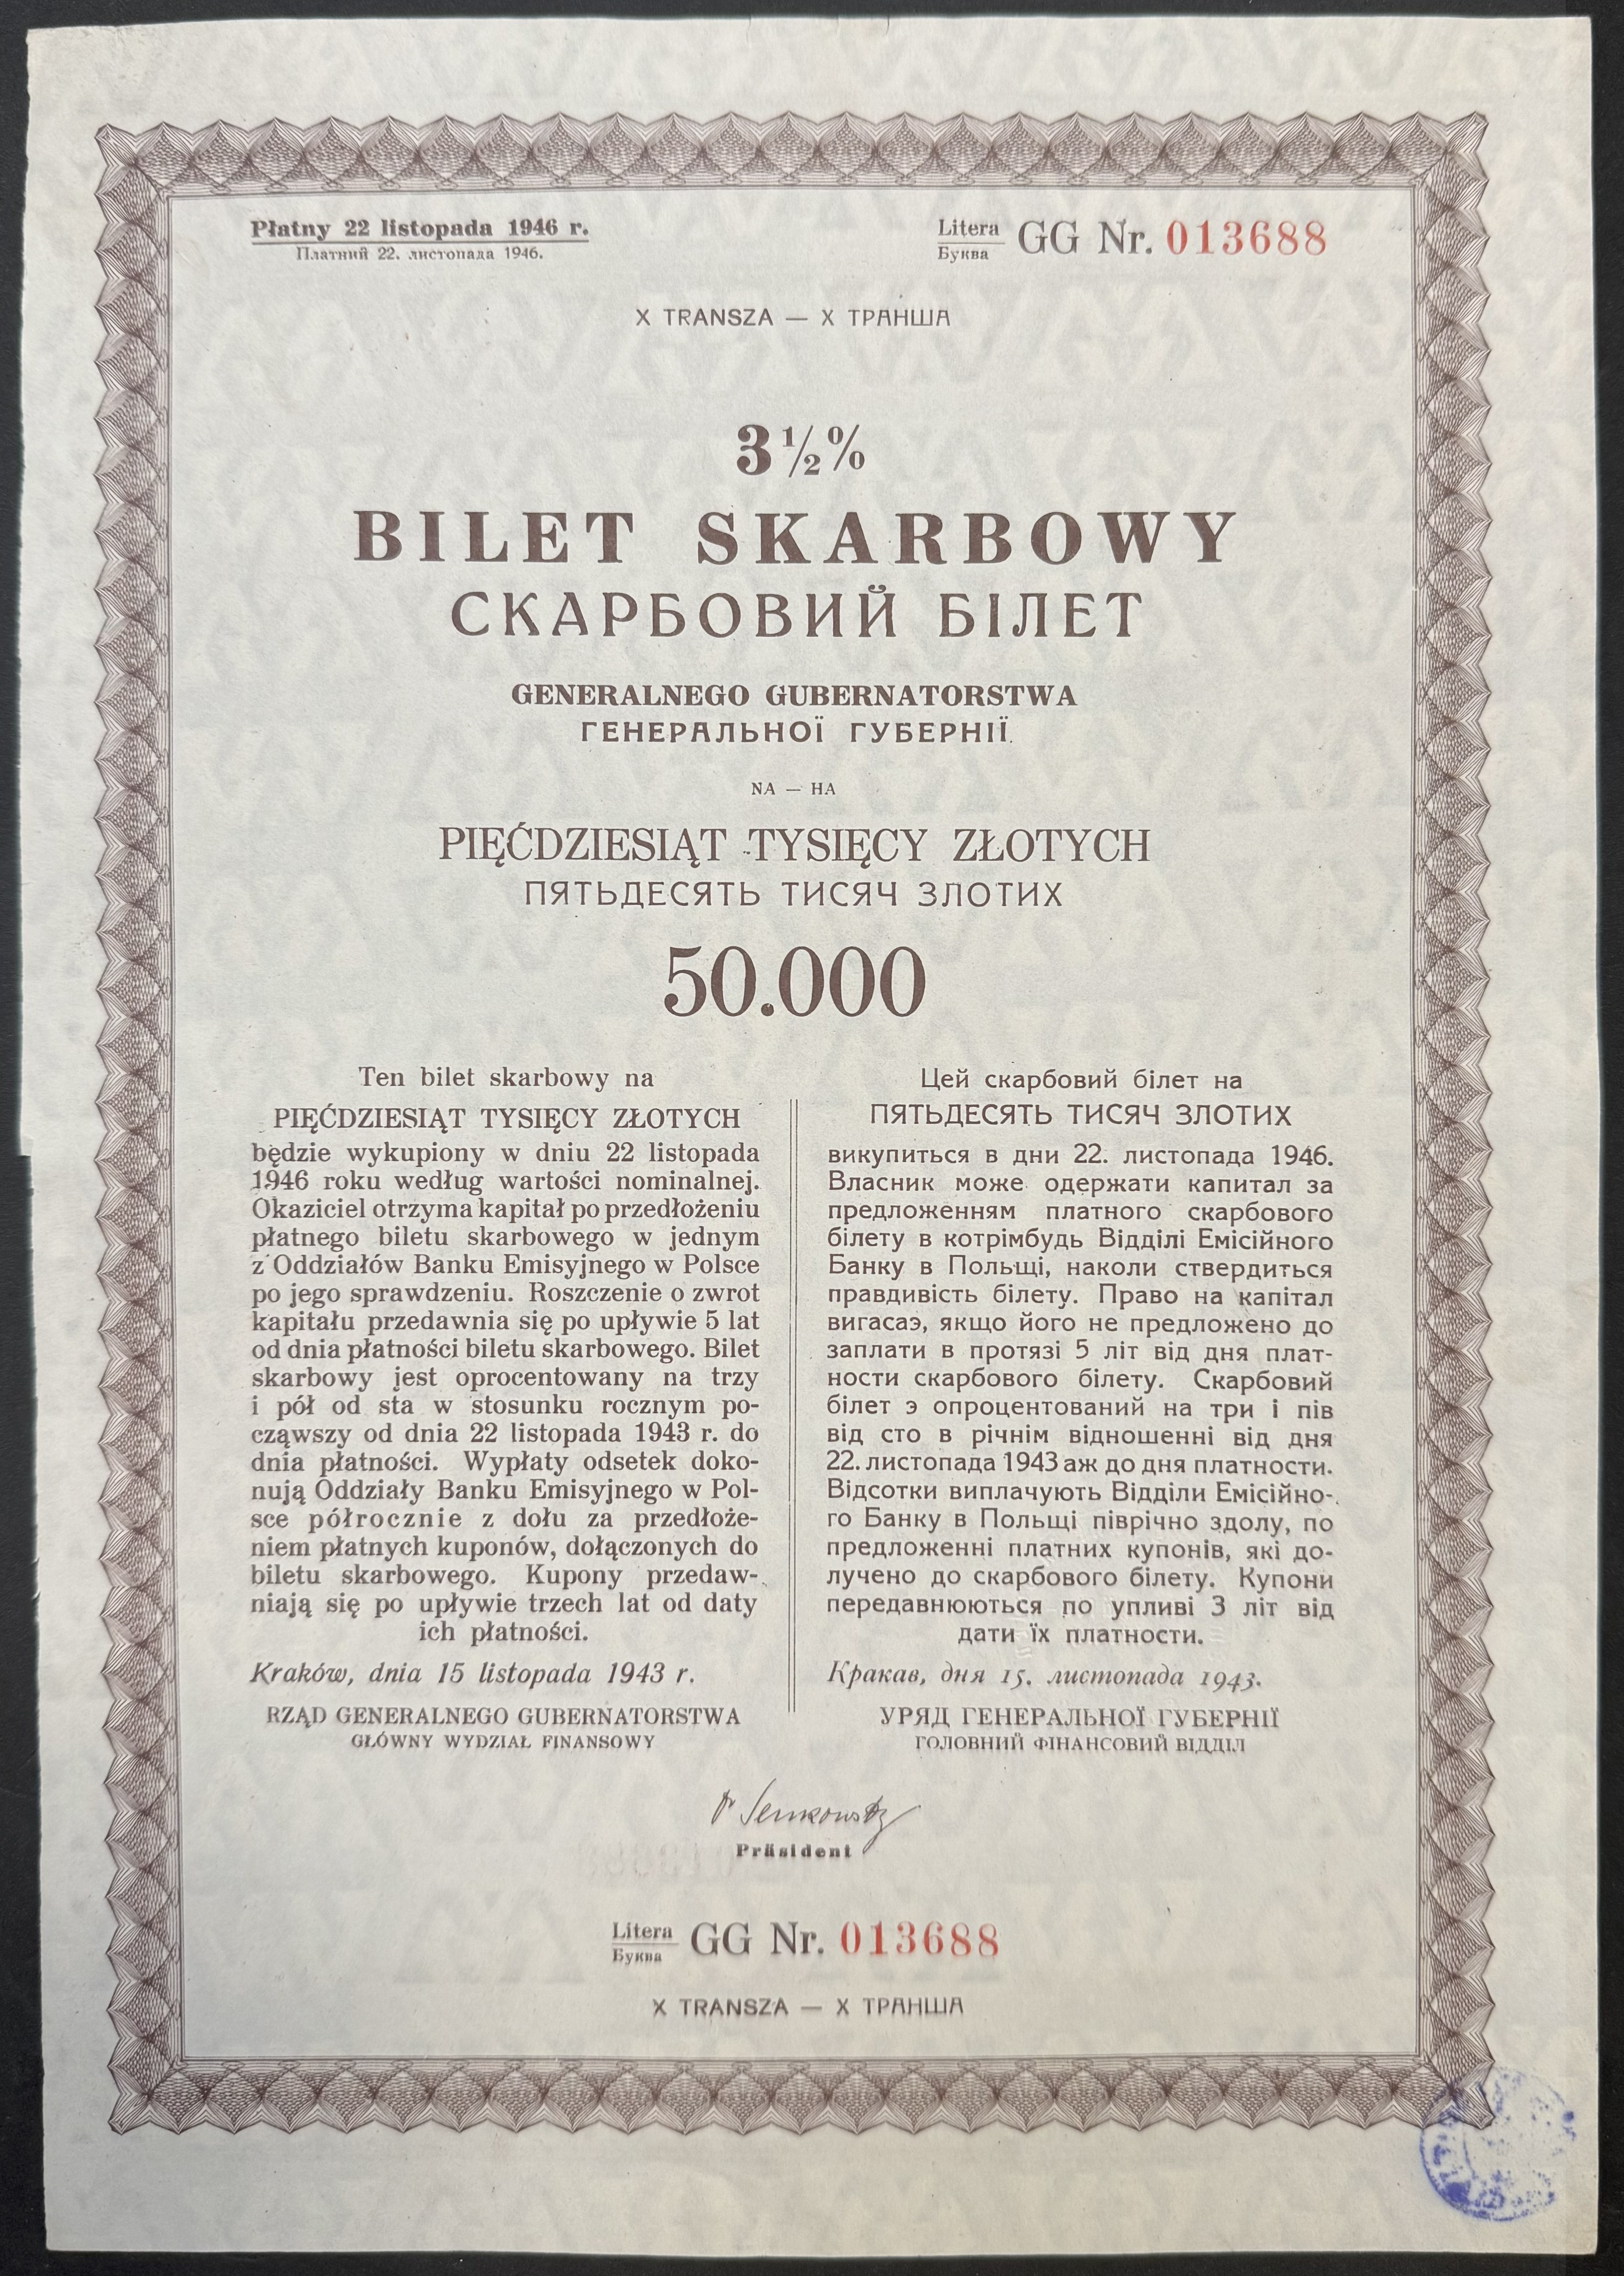 Płatny 22 listopada 1946 r.
Платний 22. листопада 1946.
Litera
Буква
GG Nr. 013688
X TRANSZA — X ТРАНША
3 1/2 %
BILET SKARBOWY
СКАРБОВИЙ БІЛЕТ
GENERALNEGO GUBERNATORSTWA
ГЕНЕРАЛЬНОЇ ГУБЕРНІЇ
NA — НА
PIĘĆDZIESIĄT TYSIĘCY ZŁOTYCH
ПЯТЬДЕСЯТЬ ТИСЯЧ ЗЛОТИХ
50.000
Ten bilet skarbowy na
PIĘĆDZIESIĄT TYSIĘCY ZŁOTYCH
będzie wykupiony w dniu 22 listopada
1946 roku według wartości nominalnej.
Okaziciel otrzyma kapitał po przedłożeniu
płatnego biletu skarbowego w jednym
z Oddziałów Banku Emisyjnego w Polsce
po jego sprawdzeniu. Roszczenie o zwrot
kapitału przedawnia się po upływie 5 lat
od dnia płatności biletu skarbowego. Bilet
skarbowy jest oprocentowany na trzy
i pół od sta w stosunku rocznym po-
cząwszy od dnia 22 listopada 1943 r. do
dnia płatności. Wypłaty odsetek doko-
nują Oddziały Banku Emisyjnego w Pol-
sce półrocznie z dołu za przedłoże-
niem płatnych kuponów, dołączonych do
biletu skarbowego. Kupony przedaw-
niają się po upływie trzech lat od daty
ich płatności.
Kraków, dnia 15 listopada 1943 r.
RZĄD GENERALNEGO GUBERNATORSTWA
GŁÓWNY WYDZIAŁ FINANSOWY
Цей скарбовий білет на
ПЯТЬДЕСЯТЬ ТИСЯЧ ЗЛОТИХ
викупиться в дни 22. листопада 1946.
Власник може одержати капитал за
предложенням платного скарбового
білету в котрімбудь Відділі Емісійного
Банку в Польщі, наколи ствердиться
правдивість білету. Право на капітал
вигасаэ, якщо його не предложено до
заплати в протязі 5 літ від дня плат-
ности скарбового білету. Скарбовий
білет э опроцентований на три і пів
від сто в річнім відношенні від дня
22. листопада 1943 аж до дня платности.
Відсотки виплачують Відділи Емісійно-
го Банку в Польщі піврічно здолу, по
предложенні платних купонів, які до-
лучено до скарбового білету. Купони
передавнюються по упливі 3 літ від
дати їх платности.
Кракав, дня 15. листопада 1943.
УРЯД ГЕНЕРАЛЬНОЇ ГУБЕРНІЇ
ГОЛОВНИЙ ФІНАНСОВИЙ ВІДДІЛ
Senkowsky
Präsident
Litera
Буква
GG Nr. 013688
X TRANSZA — X ТРАНША